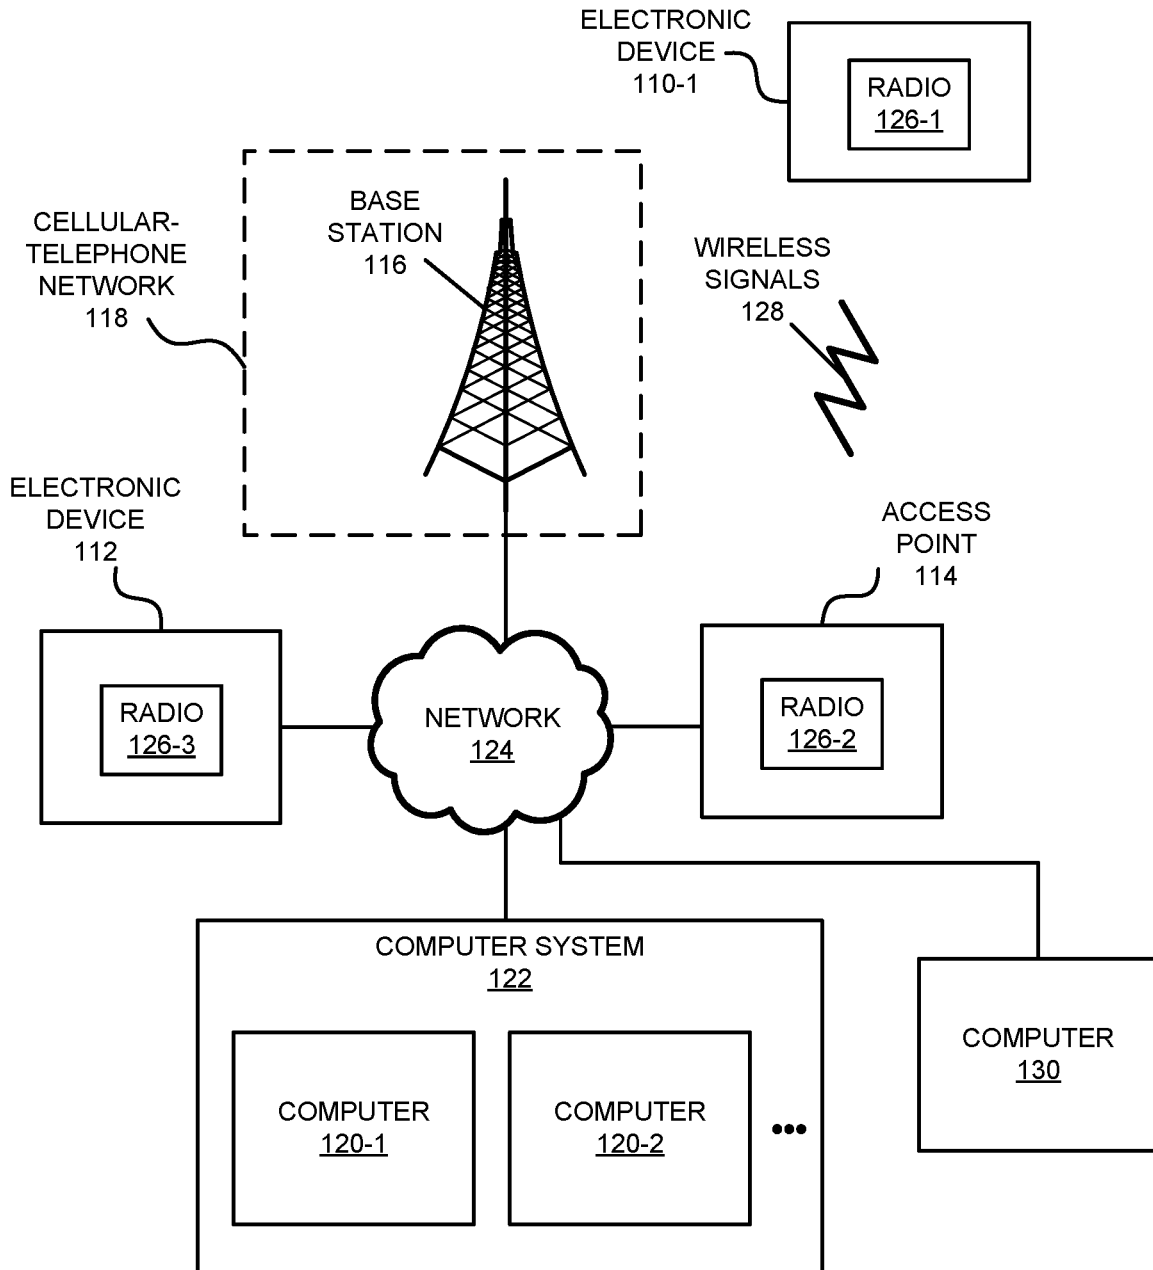 ELECTRONIC
DEVICE
110-1
RADIO
126-1
BASE
STATION
116
CELLULAR-
TELEPHONE
NETWORK
118
WIRELESS
SIGNALS
128
ELECTRONIC
DEVICE
112
ACCESS
POINT
114
RADIO
126-3
NETWORK
124
RADIO
126-2
COMPUTER SYSTEM
122
COMPUTER
120-1
COMPUTER
120-2
•••
COMPUTER
130